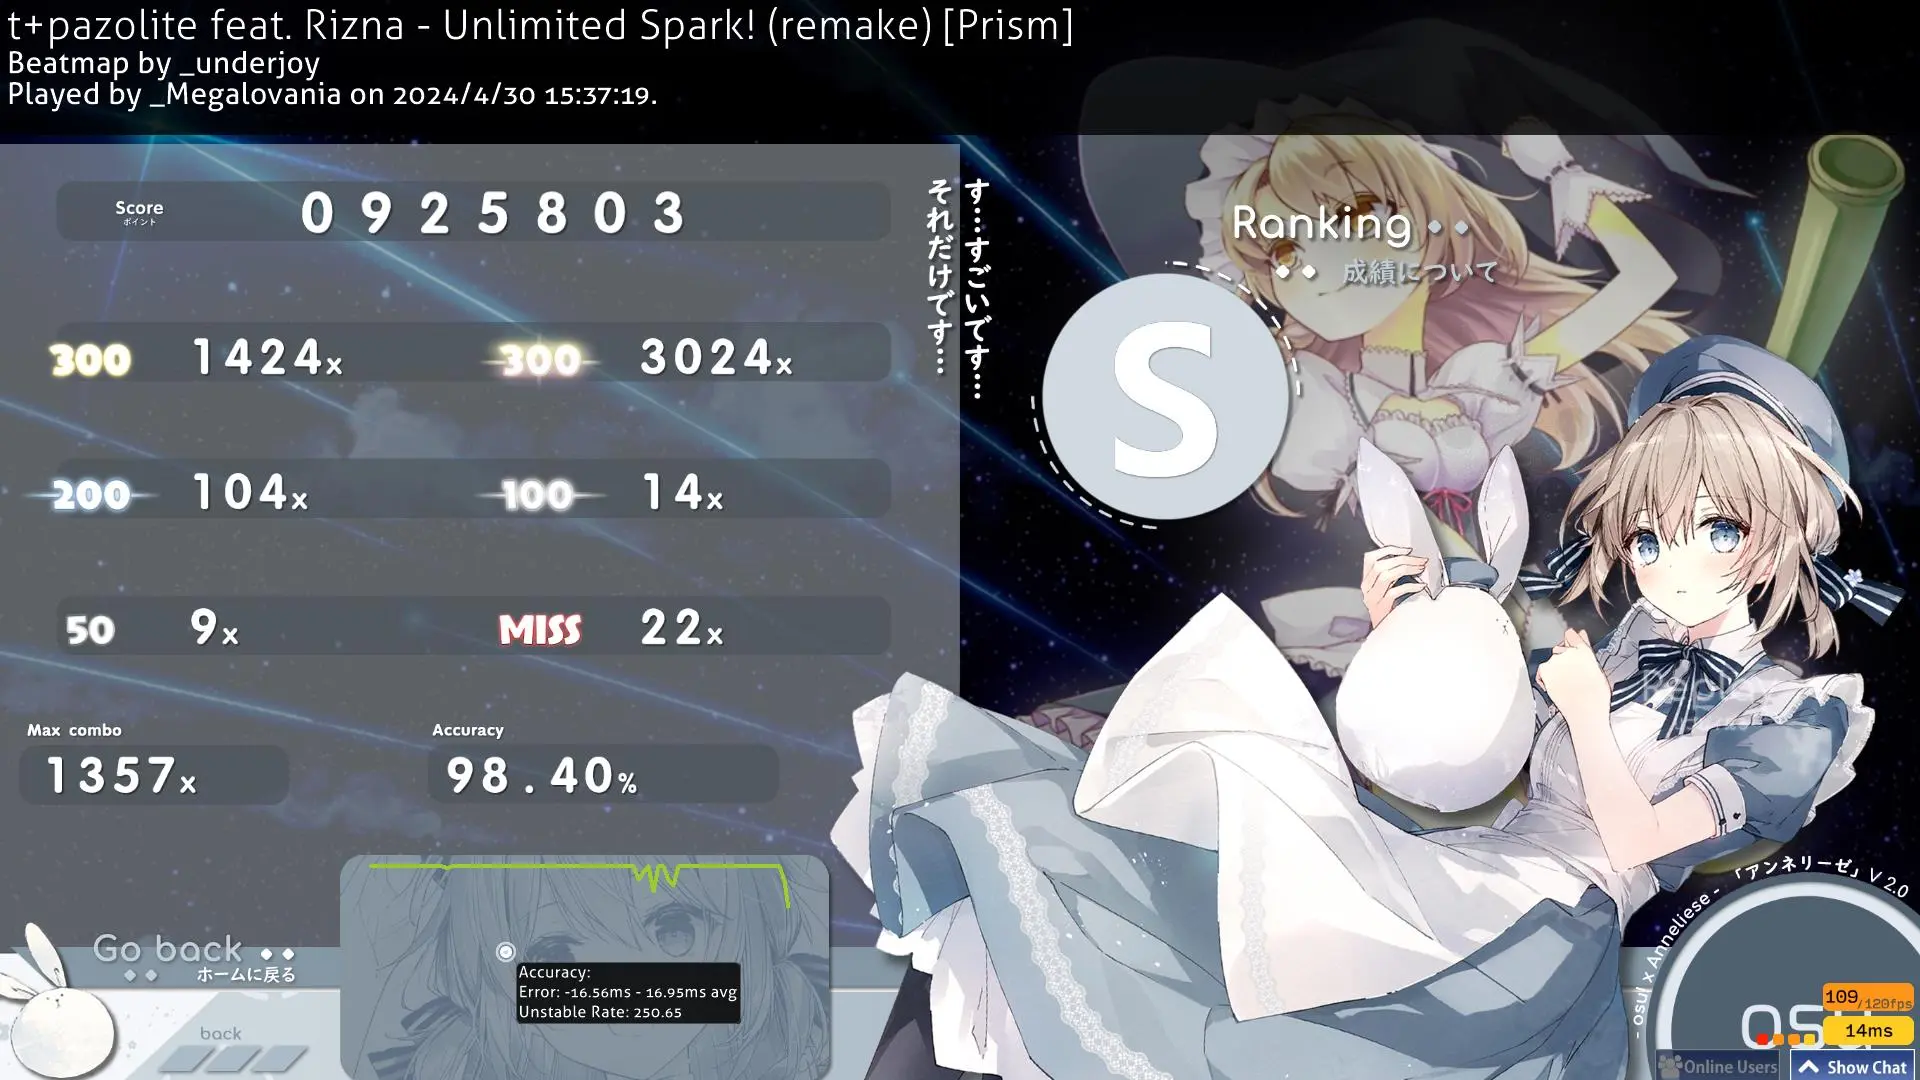 t+pazolite feat. Rizna - Unlimited Spark! (remake) [Prism]
Beatmap by _underjoy
Played by _Megalovania on 2024/4/30 15:37:19.
Score
ポイント
0925803
す…すごいです…
それだけです…
Ranking
成績について
S
300 1424x 300 3024x
200 104x 100 14x
50 9x MISS 22x
Max combo
1357x
Accuracy
98.40%
Accuracy:
Error: -16.56ms - 16.95ms avg
Unstable Rate: 250.65
Go back
ホームに戻る
back
- osu! x Anneliese - 「アンネリーゼ」 V 2.0
109/120fps
14ms
Online Users
Show Chat